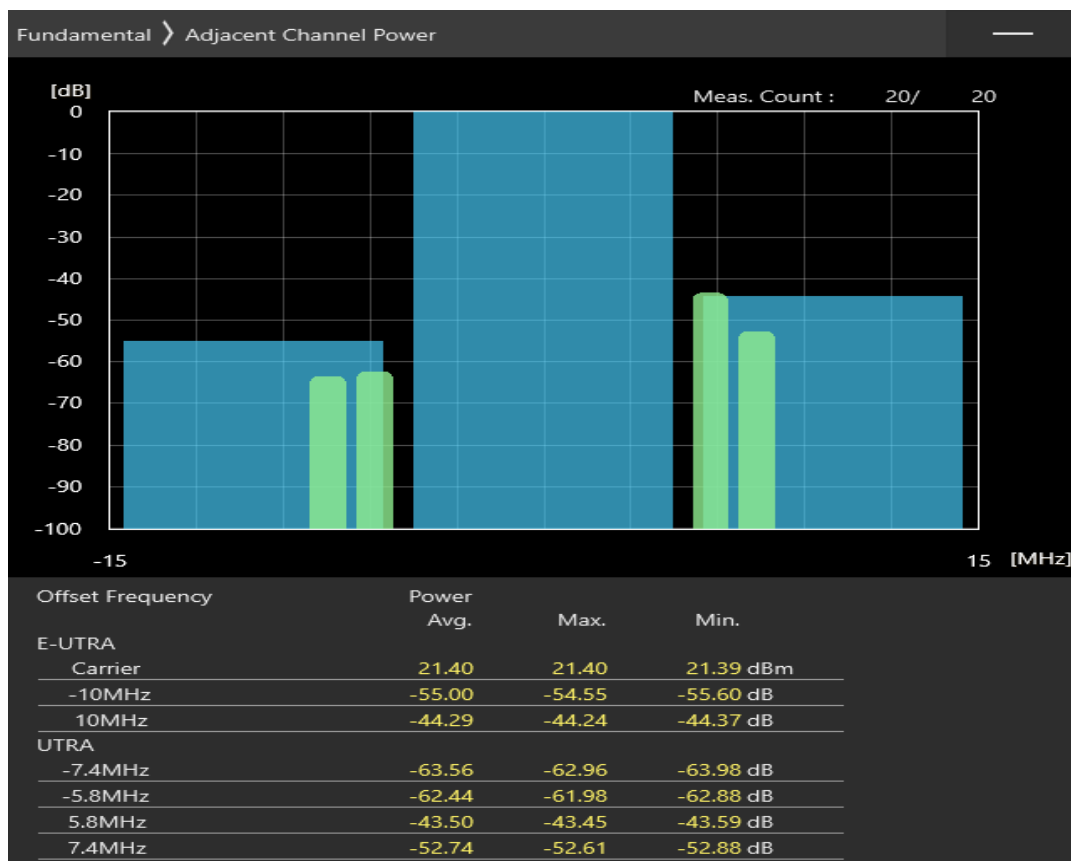 Fundamental ❯ Adjacent Channel Power
[dB]
Meas. Count : 20/ 20
0
-10
-20
-30
-40
-50
-60
-70
-80
-90
-100
-15 15 [MHz]
Offset Frequency Power
Avg. Max. Min.
E-UTRA
Carrier 21.40 21.40 21.39 dBm
-10MHz -55.00 -54.55 -55.60 dB
10MHz -44.29 -44.24 -44.37 dB
UTRA
-7.4MHz -63.56 -62.96 -63.98 dB
-5.8MHz -62.44 -61.98 -62.88 dB
5.8MHz -43.50 -43.45 -43.59 dB
7.4MHz -52.74 -52.61 -52.88 dB